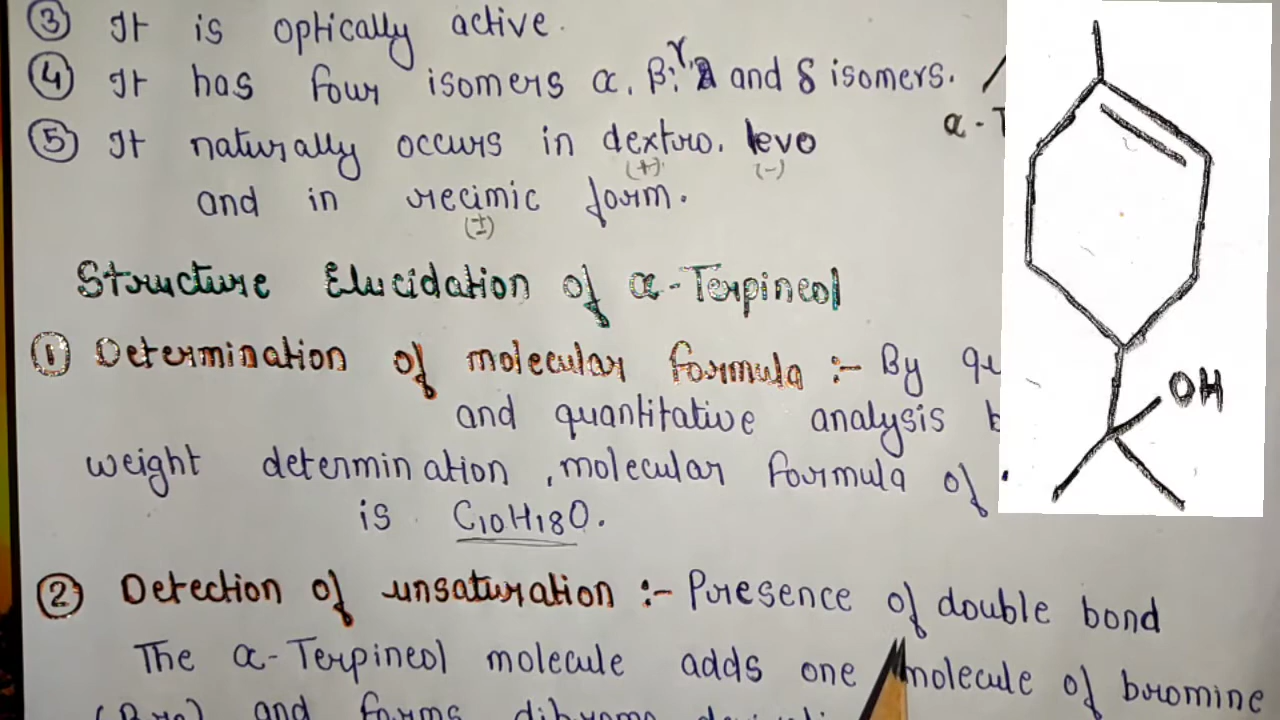 ③ It is optically active.
④ It has four isomers α, β, γ, and δ isomers.
⑤ It naturally occurs in dextro, levo
(+) (-)
and in recimic form.
(±)
α-T
Structure Elucidation of α-Terpineol
① Determination of molecular formula :- By qu
and quantitative analysis
weight determination, molecular formula of
is C10H18O.
OH
② Detection of unsaturation :- Presence of double bond
The α-Terpineol molecule adds one molecule of bromine
and forms dibromo